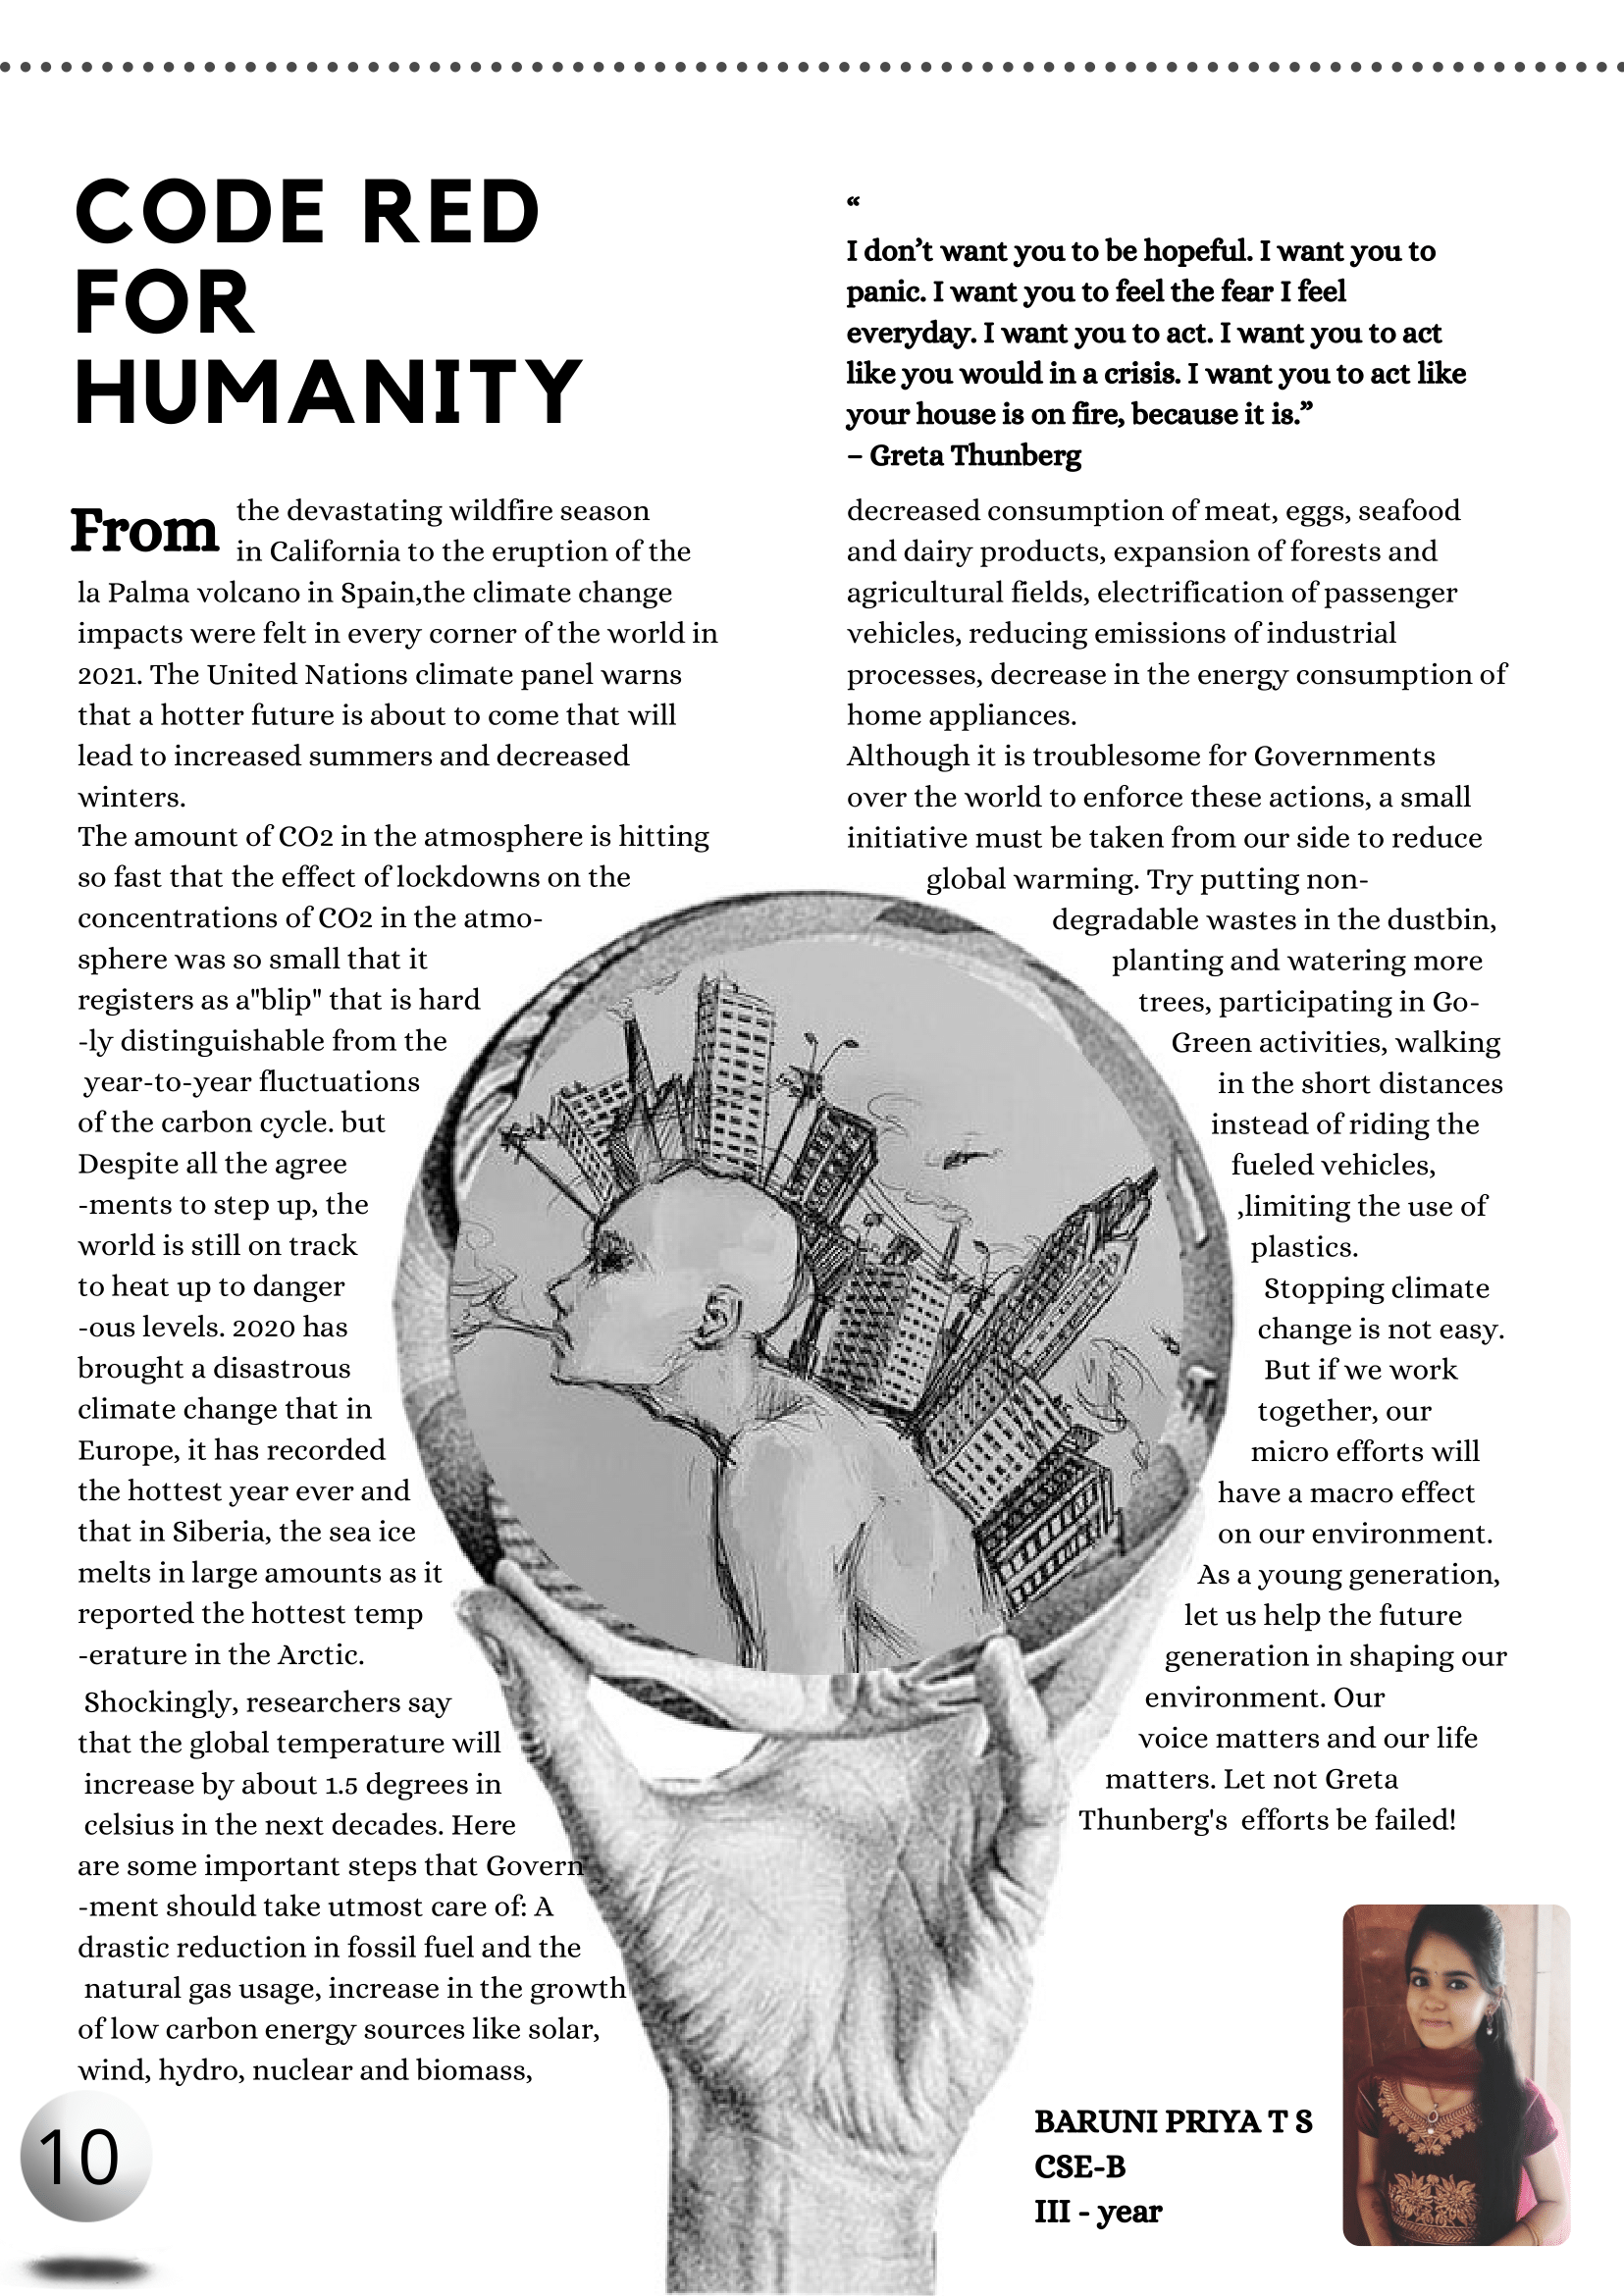 CODE RED
FOR
HUMANITY
“
I don’t want you to be hopeful. I want you to
panic. I want you to feel the fear I feel
everyday. I want you to act. I want you to act
like you would in a crisis. I want you to act like
your house is on fire, because it is.”
– Greta Thunberg
From the devastating wildfire season
in California to the eruption of the
la Palma volcano in Spain,the climate change
impacts were felt in every corner of the world in
2021. The United Nations climate panel warns
that a hotter future is about to come that will
lead to increased summers and decreased
winters.
The amount of CO2 in the atmosphere is hitting
so fast that the effect of lockdowns on the
concentrations of CO2 in the atmo-
sphere was so small that it
registers as a"blip" that is hard
-ly distinguishable from the
year-to-year fluctuations
of the carbon cycle. but
Despite all the agree
-ments to step up, the
world is still on track
to heat up to danger
-ous levels. 2020 has
brought a disastrous
climate change that in
Europe, it has recorded
the hottest year ever and
that in Siberia, the sea ice
melts in large amounts as it
reported the hottest temp
-erature in the Arctic.
Shockingly, researchers say
that the global temperature will
increase by about 1.5 degrees in
celsius in the next decades. Here
are some important steps that Govern
-ment should take utmost care of: A
drastic reduction in fossil fuel and the
natural gas usage, increase in the growth
of low carbon energy sources like solar,
wind, hydro, nuclear and biomass,
decreased consumption of meat, eggs, seafood
and dairy products, expansion of forests and
agricultural fields, electrification of passenger
vehicles, reducing emissions of industrial
processes, decrease in the energy consumption of
home appliances.
Although it is troublesome for Governments
over the world to enforce these actions, a small
initiative must be taken from our side to reduce
global warming. Try putting non-
degradable wastes in the dustbin,
planting and watering more
trees, participating in Go-
Green activities, walking
in the short distances
instead of riding the
fueled vehicles,
,limiting the use of
plastics.
Stopping climate
change is not easy.
But if we work
together, our
micro efforts will
have a macro effect
on our environment.
As a young generation,
let us help the future
generation in shaping our
environment. Our
voice matters and our life
matters. Let not Greta
Thunberg's efforts be failed!
BARUNI PRIYA T S
CSE-B
III - year
10